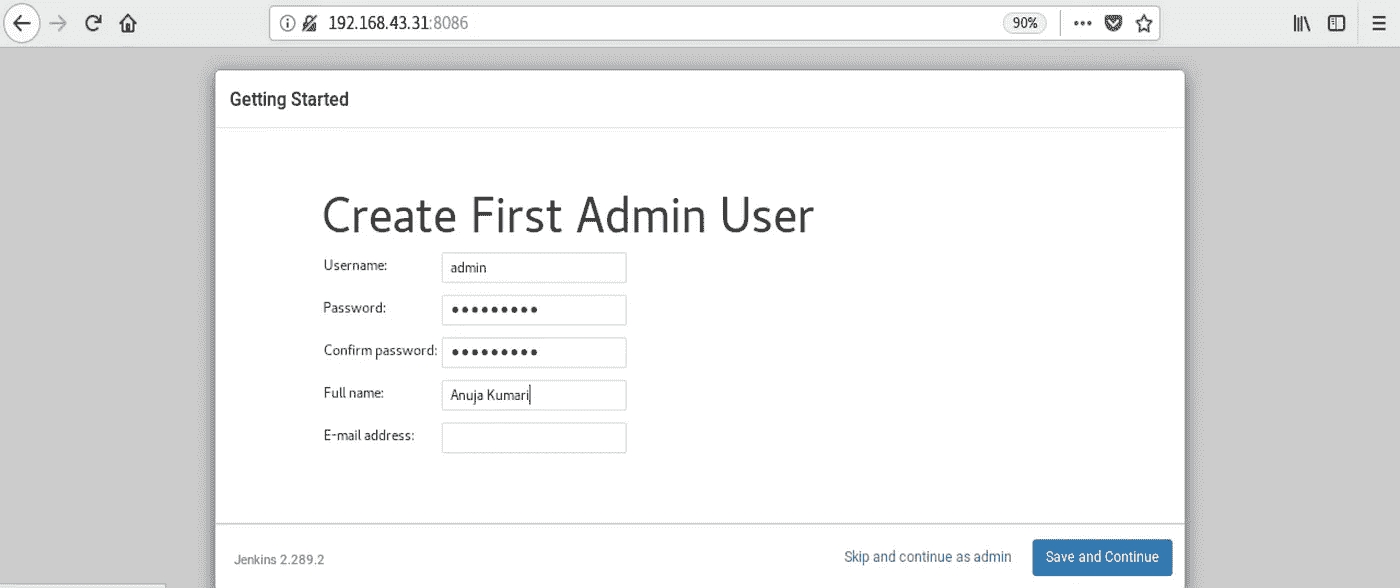 192.168.43.31:8086
90%
Getting Started
Create First Admin User
Username: admin
Password: •••••••••
Confirm password: •••••••••
Full name: Anuja Kumari
E-mail address:
Jenkins 2.289.2 Skip and continue as admin Save and Continue